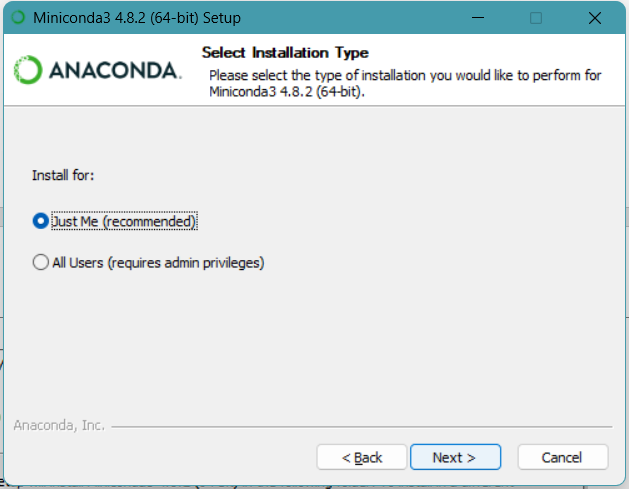 Miniconda3 4.8.2 (64-bit) Setup
ANACONDA.
Select Installation Type
Please select the type of installation you would like to perform for
Miniconda3 4.8.2 (64-bit).
Install for:
Just Me (recommended)
All Users (requires admin privileges)
Anaconda, Inc.
< Back
Next >
Cancel